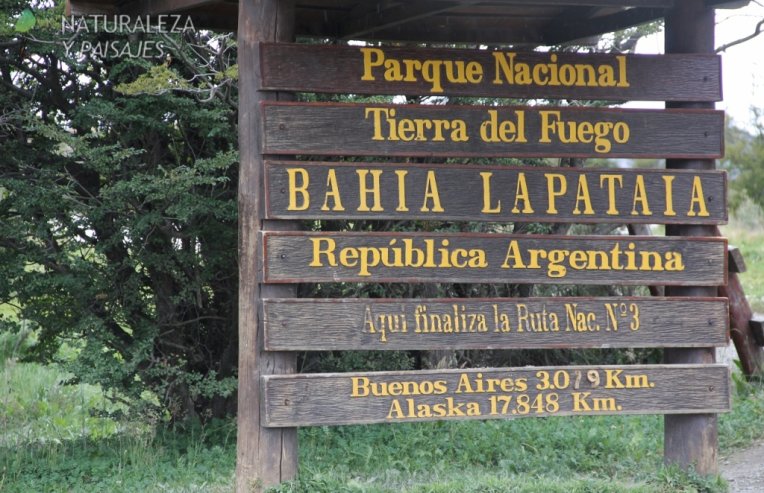 NATURALEZA
Y PAISAJES
Parque Nacional
Tierra del Fuego
BAHIA LAPATAIA
República Argentina
Aqui finaliza la Ruta Nac. Nº3
Buenos Aires 3.079 Km.
Alaska 17.848 Km.